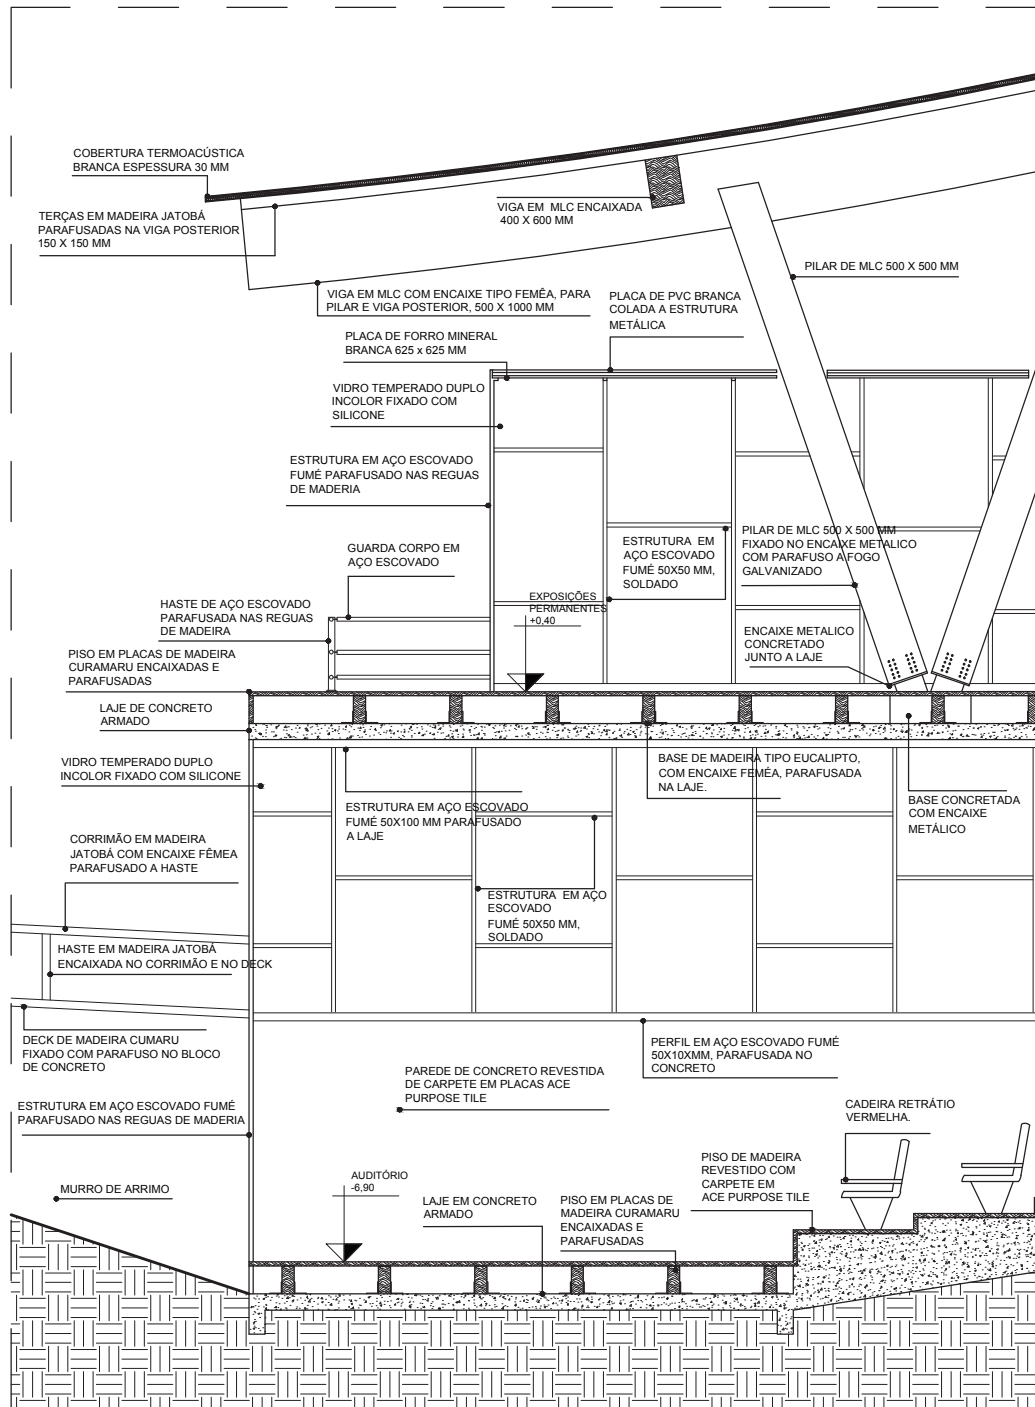 COBERTURA TERMOACÚSTICA
BRANCA ESPESSURA 30 MM
TERÇAS EM MADEIRA JATOBÁ
PARAFUSADAS NA VIGA POSTERIOR
150 X 150 MM
VIGA EM MLC ENCAIXADA
400 X 600 MM
PILAR DE MLC 500 X 500 MM
VIGA EM MLC COM ENCAIXE TIPO FEMÊA, PARA
PILAR E VIGA POSTERIOR, 500 X 1000 MM
PLACA DE PVC BRANCA
COLADA A ESTRUTURA
METÁLICA
PLACA DE FORRO MINERAL
BRANCA 625 x 625 MM
VIDRO TEMPERADO DUPLO
INCOLOR FIXADO COM
SILICONE
ESTRUTURA EM AÇO ESCOVADO
FUMÉ PARAFUSADO NAS REGUAS
DE MADERIA
GUARDA CORPO EM
AÇO ESCOVADO
ESTRUTURA EM
AÇO ESCOVADO
FUMÉ 50X50 MM,
SOLDADO
PILAR DE MLC 500 X 500 MM
FIXADO NO ENCAIXE METALICO
COM PARAFUSO A FOGO
GALVANIZADO
HASTE DE AÇO ESCOVADO
PARAFUSADA NAS REGUAS
DE MADEIRA
EXPOSIÇÕES
PERMANENTES
+0,40
ENCAIXE METALICO
CONCRETADO
JUNTO A LAJE
PISO EM PLACAS DE MADEIRA
CURAMARU ENCAIXADAS E
PARAFUSADAS
LAJE DE CONCRETO
ARMADO
VIDRO TEMPERADO DUPLO
INCOLOR FIXADO COM SILICONE
BASE DE MADEIRA TIPO EUCALIPTO,
COM ENCAIXE FEMÉA, PARAFUSADA
NA LAJE.
ESTRUTURA EM AÇO ESCOVADO
FUMÉ 50X100 MM PARAFUSADO
A LAJE
BASE CONCRETADA
COM ENCAIXE
METÁLICO
CORRIMÃO EM MADEIRA
JATOBÁ COM ENCAIXE FÊMEA
PARAFUSADO A HASTE
ESTRUTURA EM AÇO
ESCOVADO
FUMÉ 50X50 MM,
SOLDADO
HASTE EM MADEIRA JATOBÁ
ENCAIXADA NO CORRIMÃO E NO DECK
DECK DE MADEIRA CUMARU
FIXADO COM PARAFUSO NO BLOCO
DE CONCRETO
PERFIL EM AÇO ESCOVADO FUMÉ
50X10XMM, PARAFUSADA NO
CONCRETO
PAREDE DE CONCRETO REVESTIDA
DE CARPETE EM PLACAS ACE
PURPOSE TILE
ESTRUTURA EM AÇO ESCOVADO FUMÉ
PARAFUSADO NAS REGUAS DE MADERIA
CADEIRA RETRÁTIO
VERMELHA.
PISO DE MADEIRA
REVESTIDO COM
CARPETE EM
ACE PURPOSE TILE
MURRO DE ARRIMO
AUDITÓRIO
-6,90
LAJE EM CONCRETO
ARMADO
PISO EM PLACAS DE
MADEIRA CURAMARU
ENCAIXADAS E
PARAFUSADAS